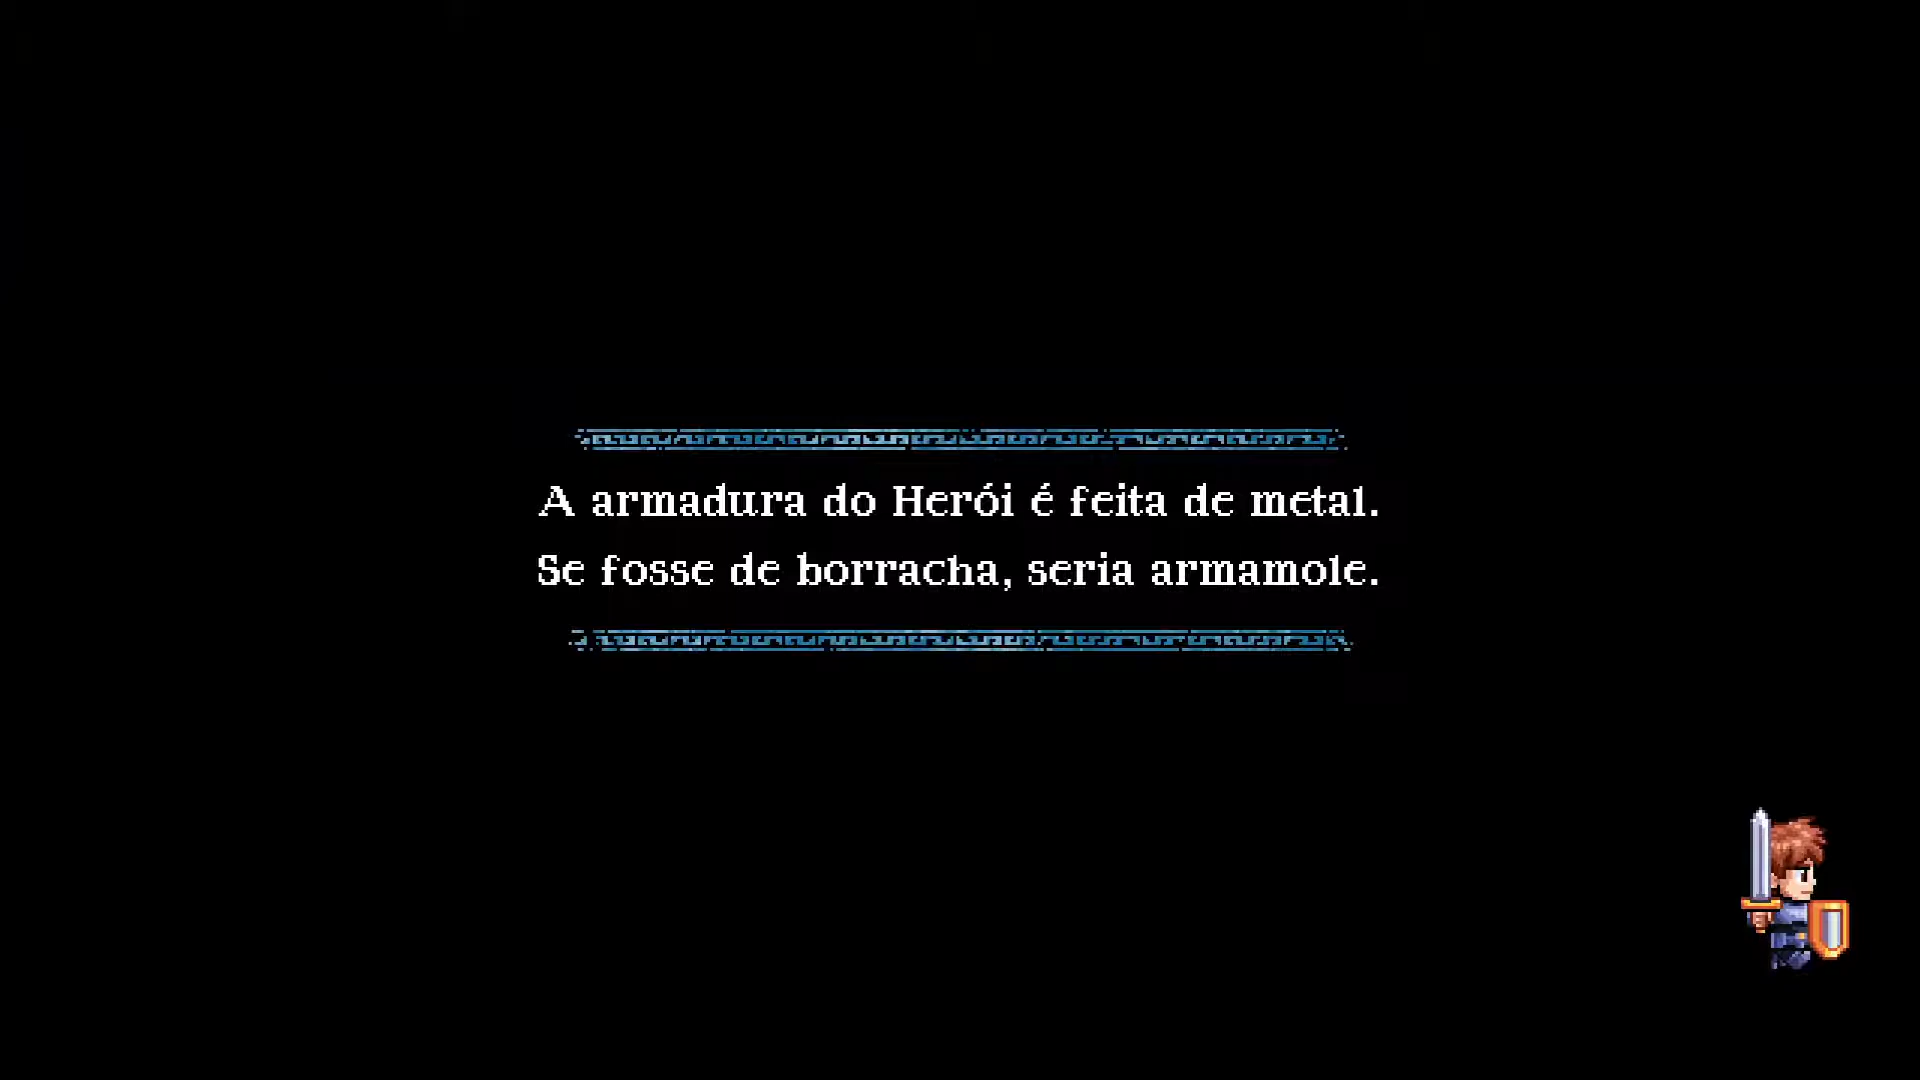 A armadura do Herói é feita de metal.
Se fosse de borracha, seria armamole.